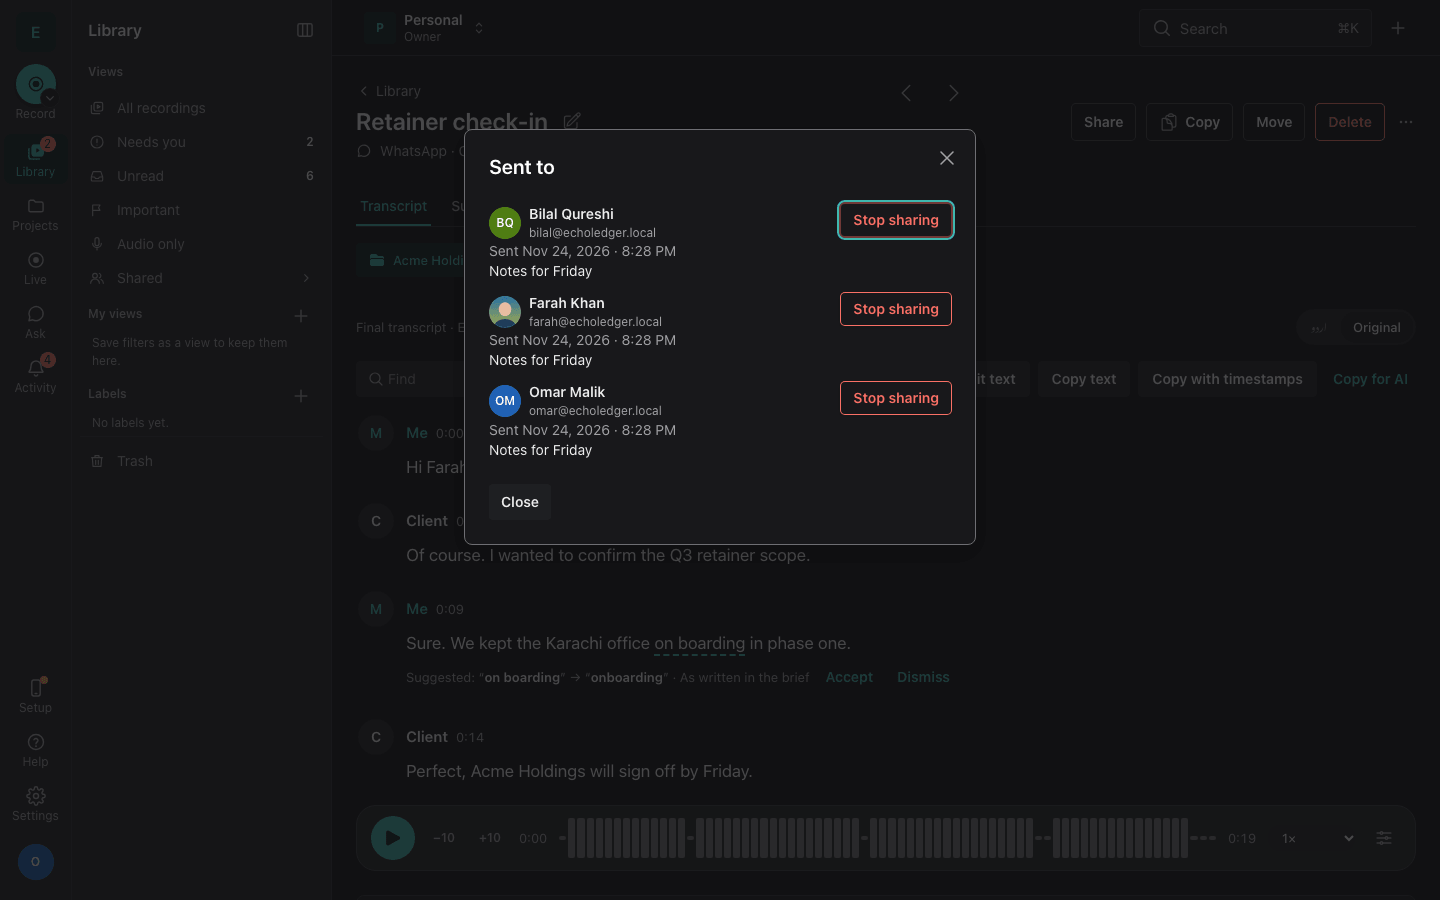 E
Record
2
Library
Projects
Live
Ask
4
Activity
Setup
Help
Settings
O
Library
Views
All recordings
Needs you 2
Unread 6
Important
Audio only
Shared
My views
Save filters as a view to keep them
here.
Labels
No labels yet.
Trash
P
Personal
Owner
Search ⌘K
Library
Retainer check-in
WhatsApp ·
Share
Copy
Move
Delete
Transcript
Acme
Final transcript ·
اردو
Original
Find
text
Copy text
Copy with timestamps
Copy for AI
M Me 0:00
Hi Farah
C Client
Of course. I wanted to confirm the Q3 retainer scope.
M Me 0:09
Sure. We kept the Karachi office on boarding in phase one.
Suggested: "on boarding" → "onboarding" · As written in the brief Accept Dismiss
C Client 0:14
Perfect, Acme Holdings will sign off by Friday.
−10 +10 0:00 0:19 1×
Sent to
BQ Bilal Qureshi Stop sharing
bilal@echoledger.local
Sent Nov 24, 2026 · 8:28 PM
Notes for Friday
Farah Khan Stop sharing
farah@echoledger.local
Sent Nov 24, 2026 · 8:28 PM
Notes for Friday
OM Omar Malik Stop sharing
omar@echoledger.local
Sent Nov 24, 2026 · 8:28 PM
Notes for Friday
Close